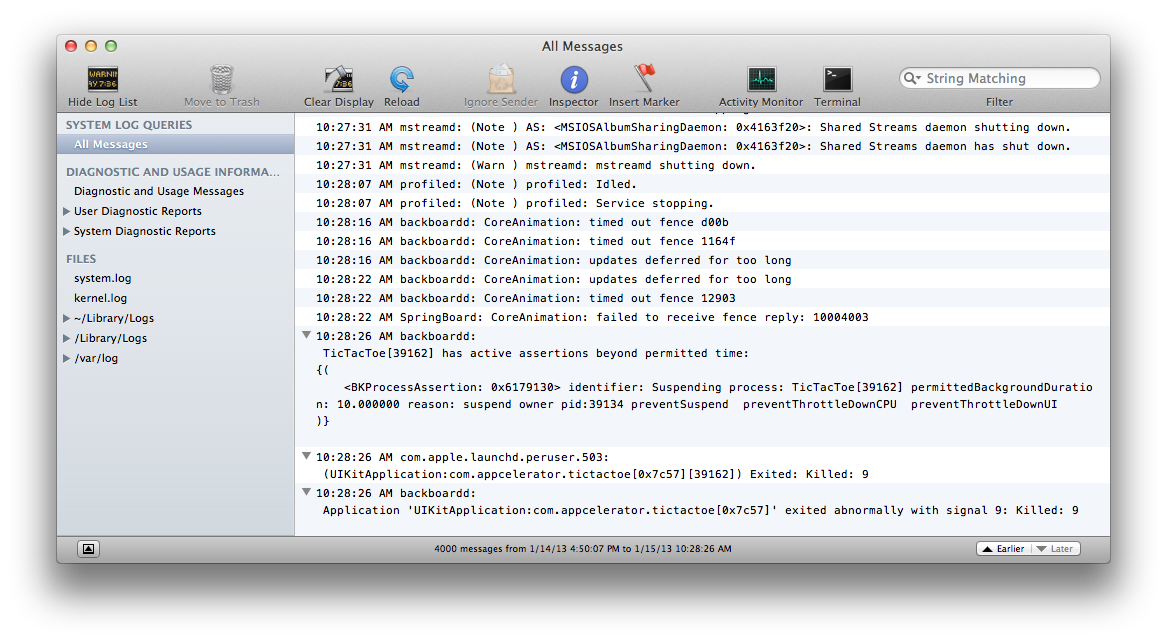 All Messages
WARNIN
RY 7:36
7:36
Hide Log List
Move to Trash
Clear Display
Reload
Ignore Sender
Inspector
Insert Marker
Activity Monitor
Terminal
String Matching
Filter
SYSTEM LOG QUERIES
All Messages
DIAGNOSTIC AND USAGE INFORMA...
Diagnostic and Usage Messages
User Diagnostic Reports
System Diagnostic Reports
FILES
system.log
kernel.log
~/Library/Logs
/Library/Logs
/var/log
10:27:31 AM mstreamd: (Note ) AS: <MSIOSAlbumSharingDaemon: 0x4163f20>: Shared Streams daemon shutting down.
10:27:31 AM mstreamd: (Note ) AS: <MSIOSAlbumSharingDaemon: 0x4163f20>: Shared Streams daemon has shut down.
10:27:31 AM mstreamd: (Warn ) mstreamd: mstreamd shutting down.
10:28:07 AM profiled: (Note ) profiled: Idled.
10:28:07 AM profiled: (Note ) profiled: Service stopping.
10:28:16 AM backboardd: CoreAnimation: timed out fence d00b
10:28:16 AM backboardd: CoreAnimation: timed out fence 1164f
10:28:16 AM backboardd: CoreAnimation: updates deferred for too long
10:28:22 AM backboardd: CoreAnimation: updates deferred for too long
10:28:22 AM backboardd: CoreAnimation: timed out fence 12903
10:28:22 AM SpringBoard: CoreAnimation: failed to receive fence reply: 10004003
10:28:26 AM backboardd:
TicTacToe[39162] has active assertions beyond permitted time:
{(
<BKProcessAssertion: 0x6179130> identifier: Suspending process: TicTacToe[39162] permittedBackgroundDuratio
n: 10.000000 reason: suspend owner pid:39134 preventSuspend  preventThrottleDownCPU  preventThrottleDownUI
)}
10:28:26 AM com.apple.launchd.peruser.503:
(UIKitApplication:com.appcelerator.tictactoe[0x7c57][39162]) Exited: Killed: 9
10:28:26 AM backboardd:
Application 'UIKitApplication:com.appcelerator.tictactoe[0x7c57]' exited abnormally with signal 9: Killed: 9
4000 messages from 1/14/13 4:50:07 PM to 1/15/13 10:28:26 AM
Earlier
Later